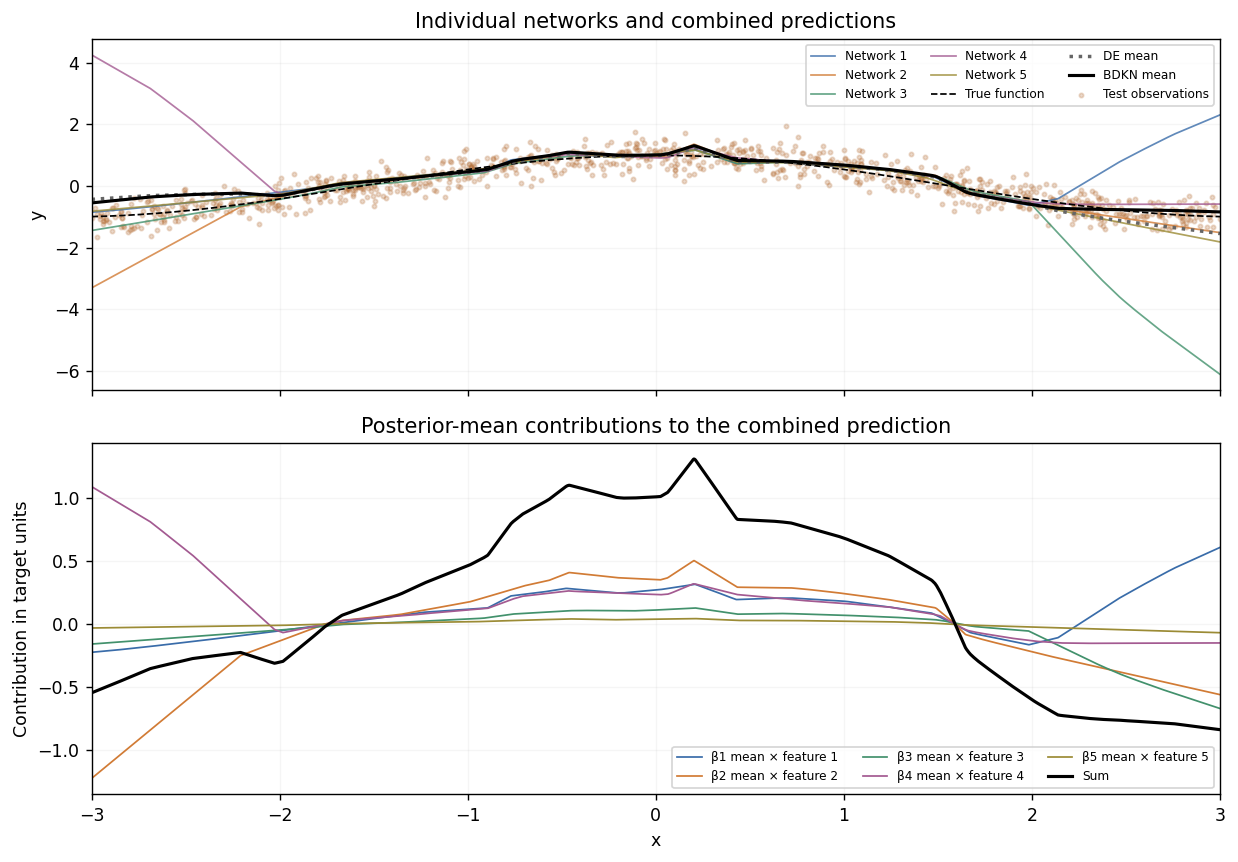 Individual networks and combined predictions
4
2
0
−2
−4
−6
y
Network 1
Network 2
Network 3
Network 4
Network 5
True function
DE mean
BDKN mean
Test observations
Posterior-mean contributions to the combined prediction
1.0
0.5
0.0
−0.5
−1.0
Contribution in target units
β1 mean × feature 1
β2 mean × feature 2
β3 mean × feature 3
β4 mean × feature 4
β5 mean × feature 5
Sum
−3 −2 −1 0 1 2 3
x